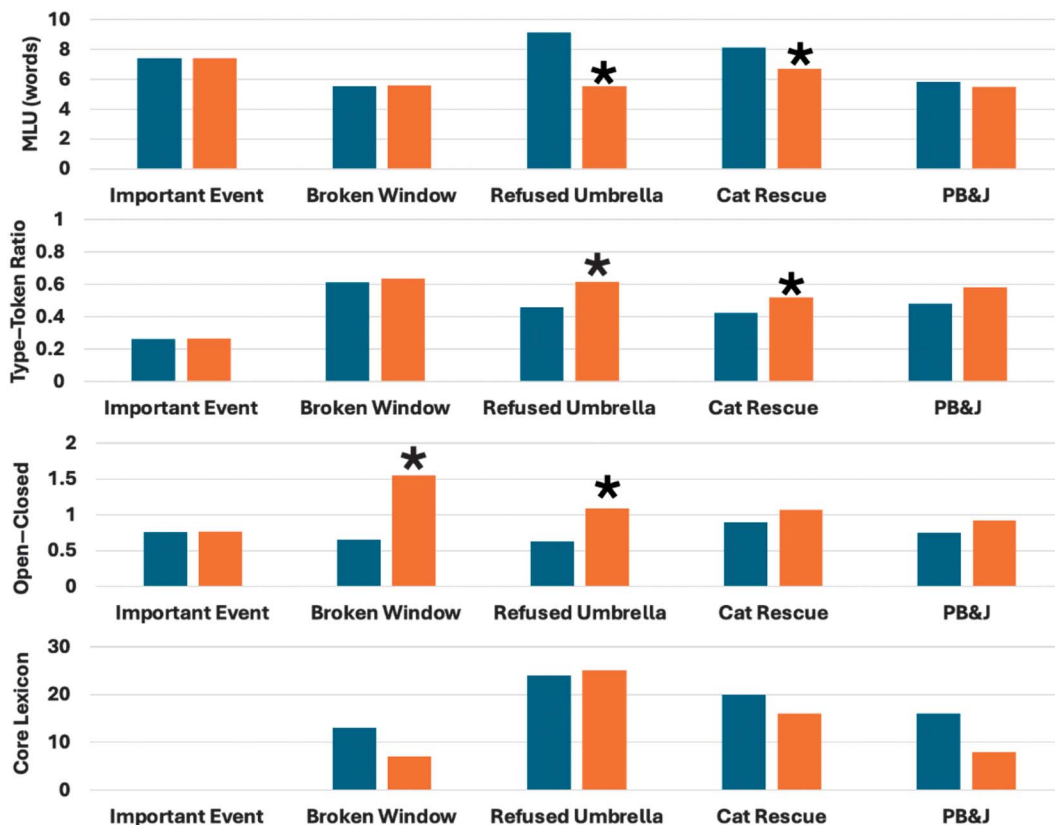 MLU (words)
10
8
6
4
2
0
Important Event Broken Window Refused Umbrella Cat Rescue PB&J
Type–Token Ratio
1
0.8
0.6
0.4
0.2
0
Important Event Broken Window Refused Umbrella Cat Rescue PB&J
Open–Closed
2
1.5
1
0.5
0
Important Event Broken Window Refused Umbrella Cat Rescue PB&J
Core Lexicon
30
20
10
0
Important Event Broken Window Refused Umbrella Cat Rescue PB&J